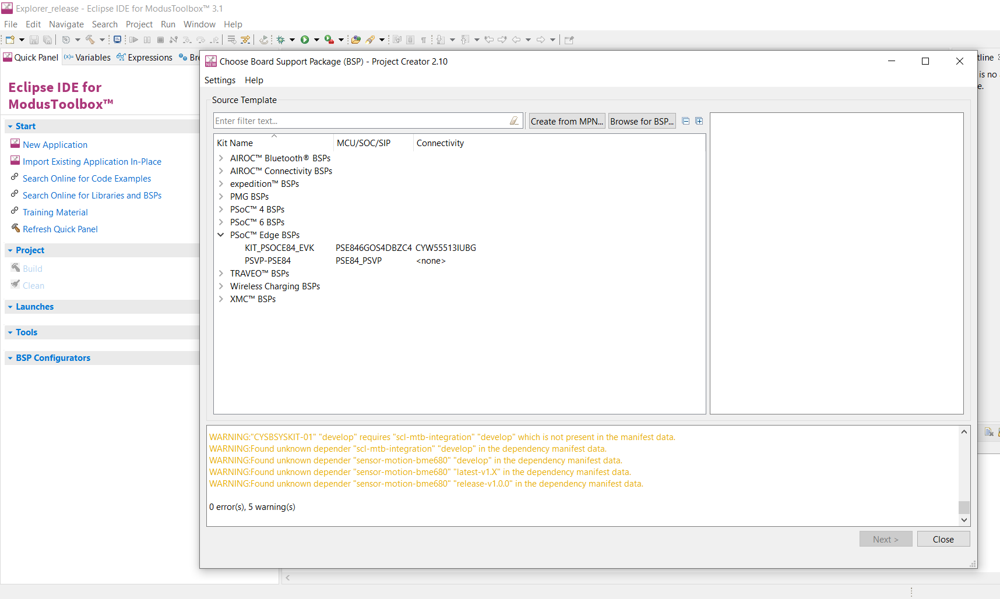 Explorer_release - Eclipse IDE for ModusToolbox™ 3.1
File Edit Navigate Search Project Run Window Help
Quick Panel (x)= Variables Expressions Bre
Eclipse IDE for
ModusToolbox™
Start
New Application
Import Existing Application In-Place
Search Online for Code Examples
Search Online for Libraries and BSPs
Training Material
Refresh Quick Panel
Project
Build
Clean
Launches
Tools
BSP Configurators
NEW Choose Board Support Package (BSP) - Project Creator 2.10
Settings Help
Source Template
Enter filter text...
Create from MPN... Browse for BSP...
Kit Name MCU/SOC/SIP Connectivity
AIROC™ Bluetooth® BSPs
AIROC™ Connectivity BSPs
expedition™ BSPs
PMG BSPs
PSoC™ 4 BSPs
PSoC™ 6 BSPs
PSoC™ Edge BSPs
KIT_PSOCE84_EVK PSE846GOS4DBZC4 CYW55513IUBG
PSVP-PSE84 PSE84_PSVP <none>
TRAVEO™ BSPs
Wireless Charging BSPs
XMC™ BSPs
WARNING:"CYSBSYSKIT-01" "develop" requires "scl-mtb-integration" "develop" which is not present in the manifest data.
WARNING:Found unknown depender "scl-mtb-integration" "develop" in the dependency manifest data.
WARNING:Found unknown depender "sensor-motion-bme680" "develop" in the dependency manifest data.
WARNING:Found unknown depender "sensor-motion-bme680" "latest-v1.X" in the dependency manifest data.
WARNING:Found unknown depender "sensor-motion-bme680" "release-v1.0.0" in the dependency manifest data.
0 error(s), 5 warning(s)
Next > Close
tline
is no
e.